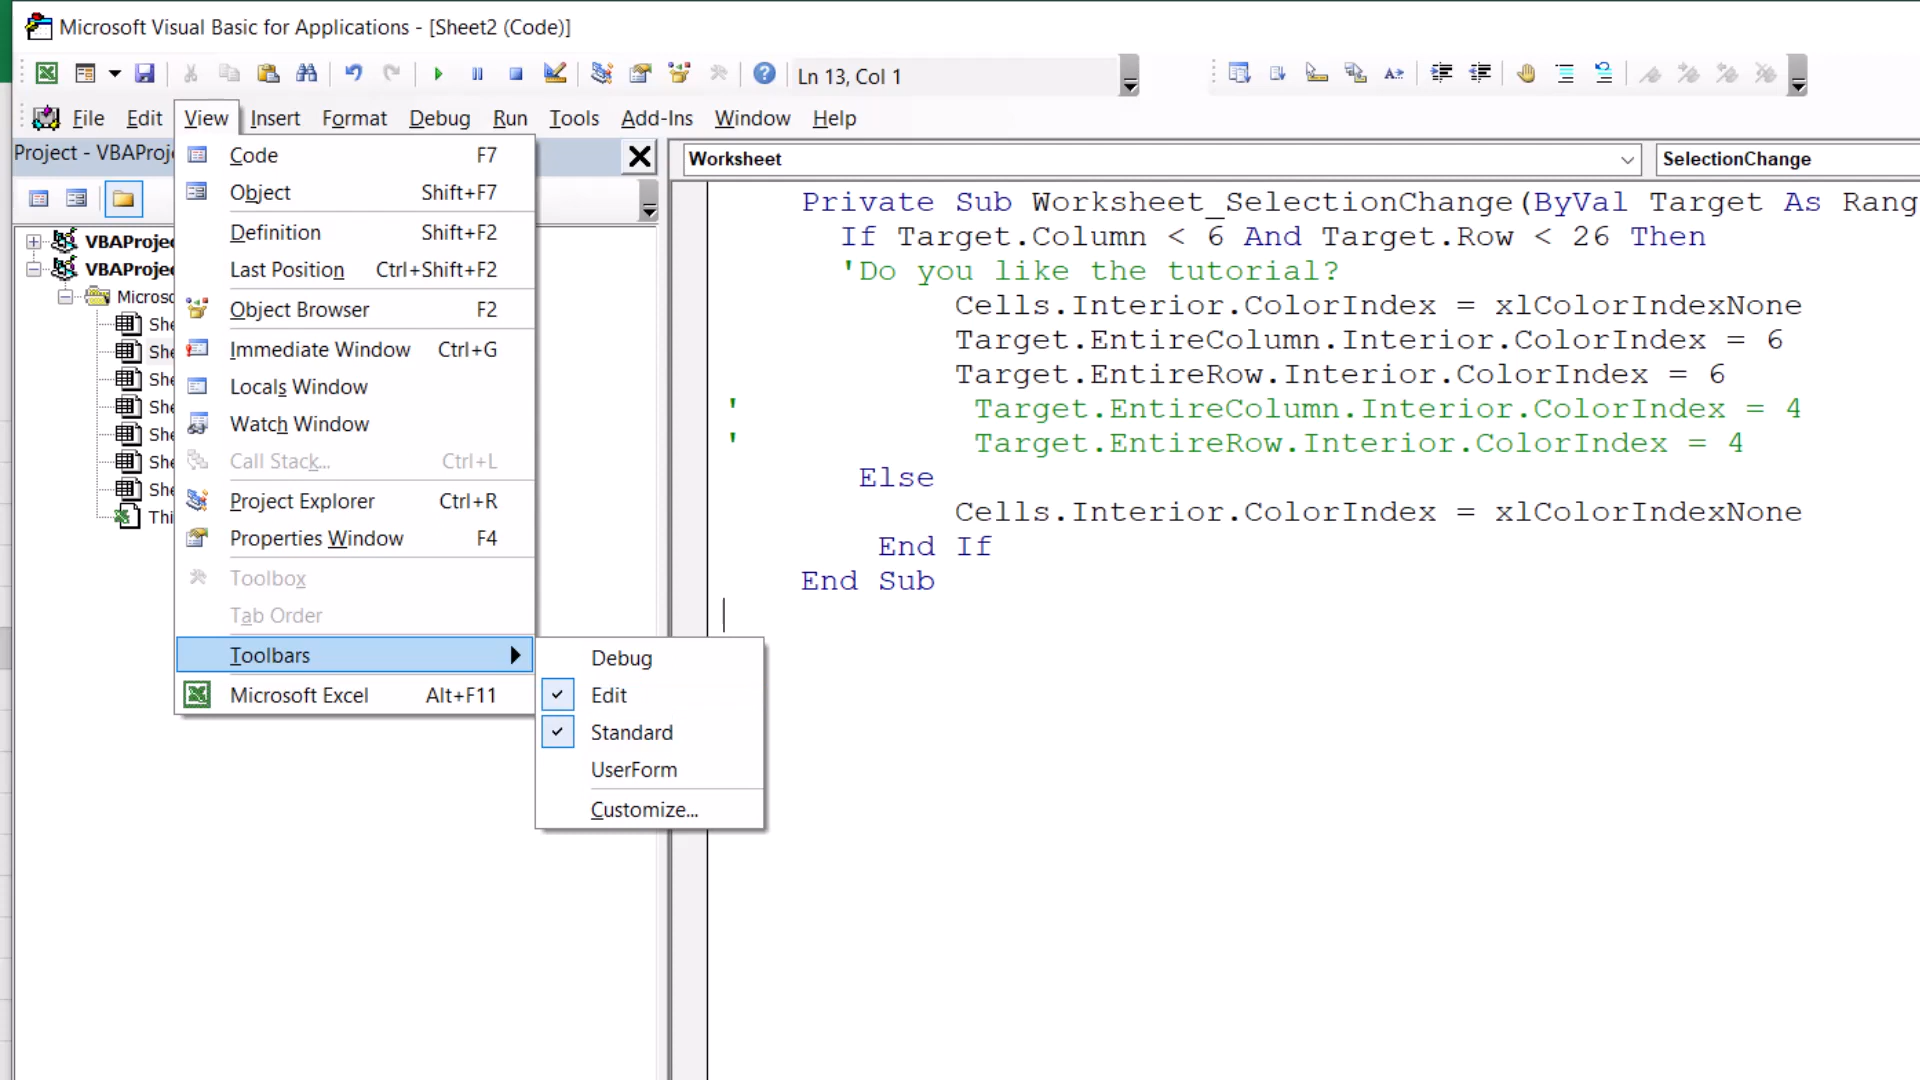 Microsoft Visual Basic for Applications - [Sheet2 (Code)]
Ln 13, Col 1
File Edit View Insert Format Debug Run Tools Add-Ins Window Help
Project - VBAProj
VBAProje
VBAProje
Micros
She
She
She
She
She
She
She
Thi
Code F7
Object Shift+F7
Definition Shift+F2
Last Position Ctrl+Shift+F2
Object Browser F2
Immediate Window Ctrl+G
Locals Window
Watch Window
Call Stack... Ctrl+L
Project Explorer Ctrl+R
Properties Window F4
Toolbox
Tab Order
Toolbars
Microsoft Excel Alt+F11
Debug
Edit
Standard
UserForm
Customize...
Worksheet
SelectionChange
Private Sub Worksheet_SelectionChange(ByVal Target As Rang
If Target.Column < 6 And Target.Row < 26 Then
'Do you like the tutorial?
Cells.Interior.ColorIndex = xlColorIndexNone
Target.EntireColumn.Interior.ColorIndex = 6
Target.EntireRow.Interior.ColorIndex = 6
' Target.EntireColumn.Interior.ColorIndex = 4
' Target.EntireRow.Interior.ColorIndex = 4
Else
Cells.Interior.ColorIndex = xlColorIndexNone
End If
End Sub